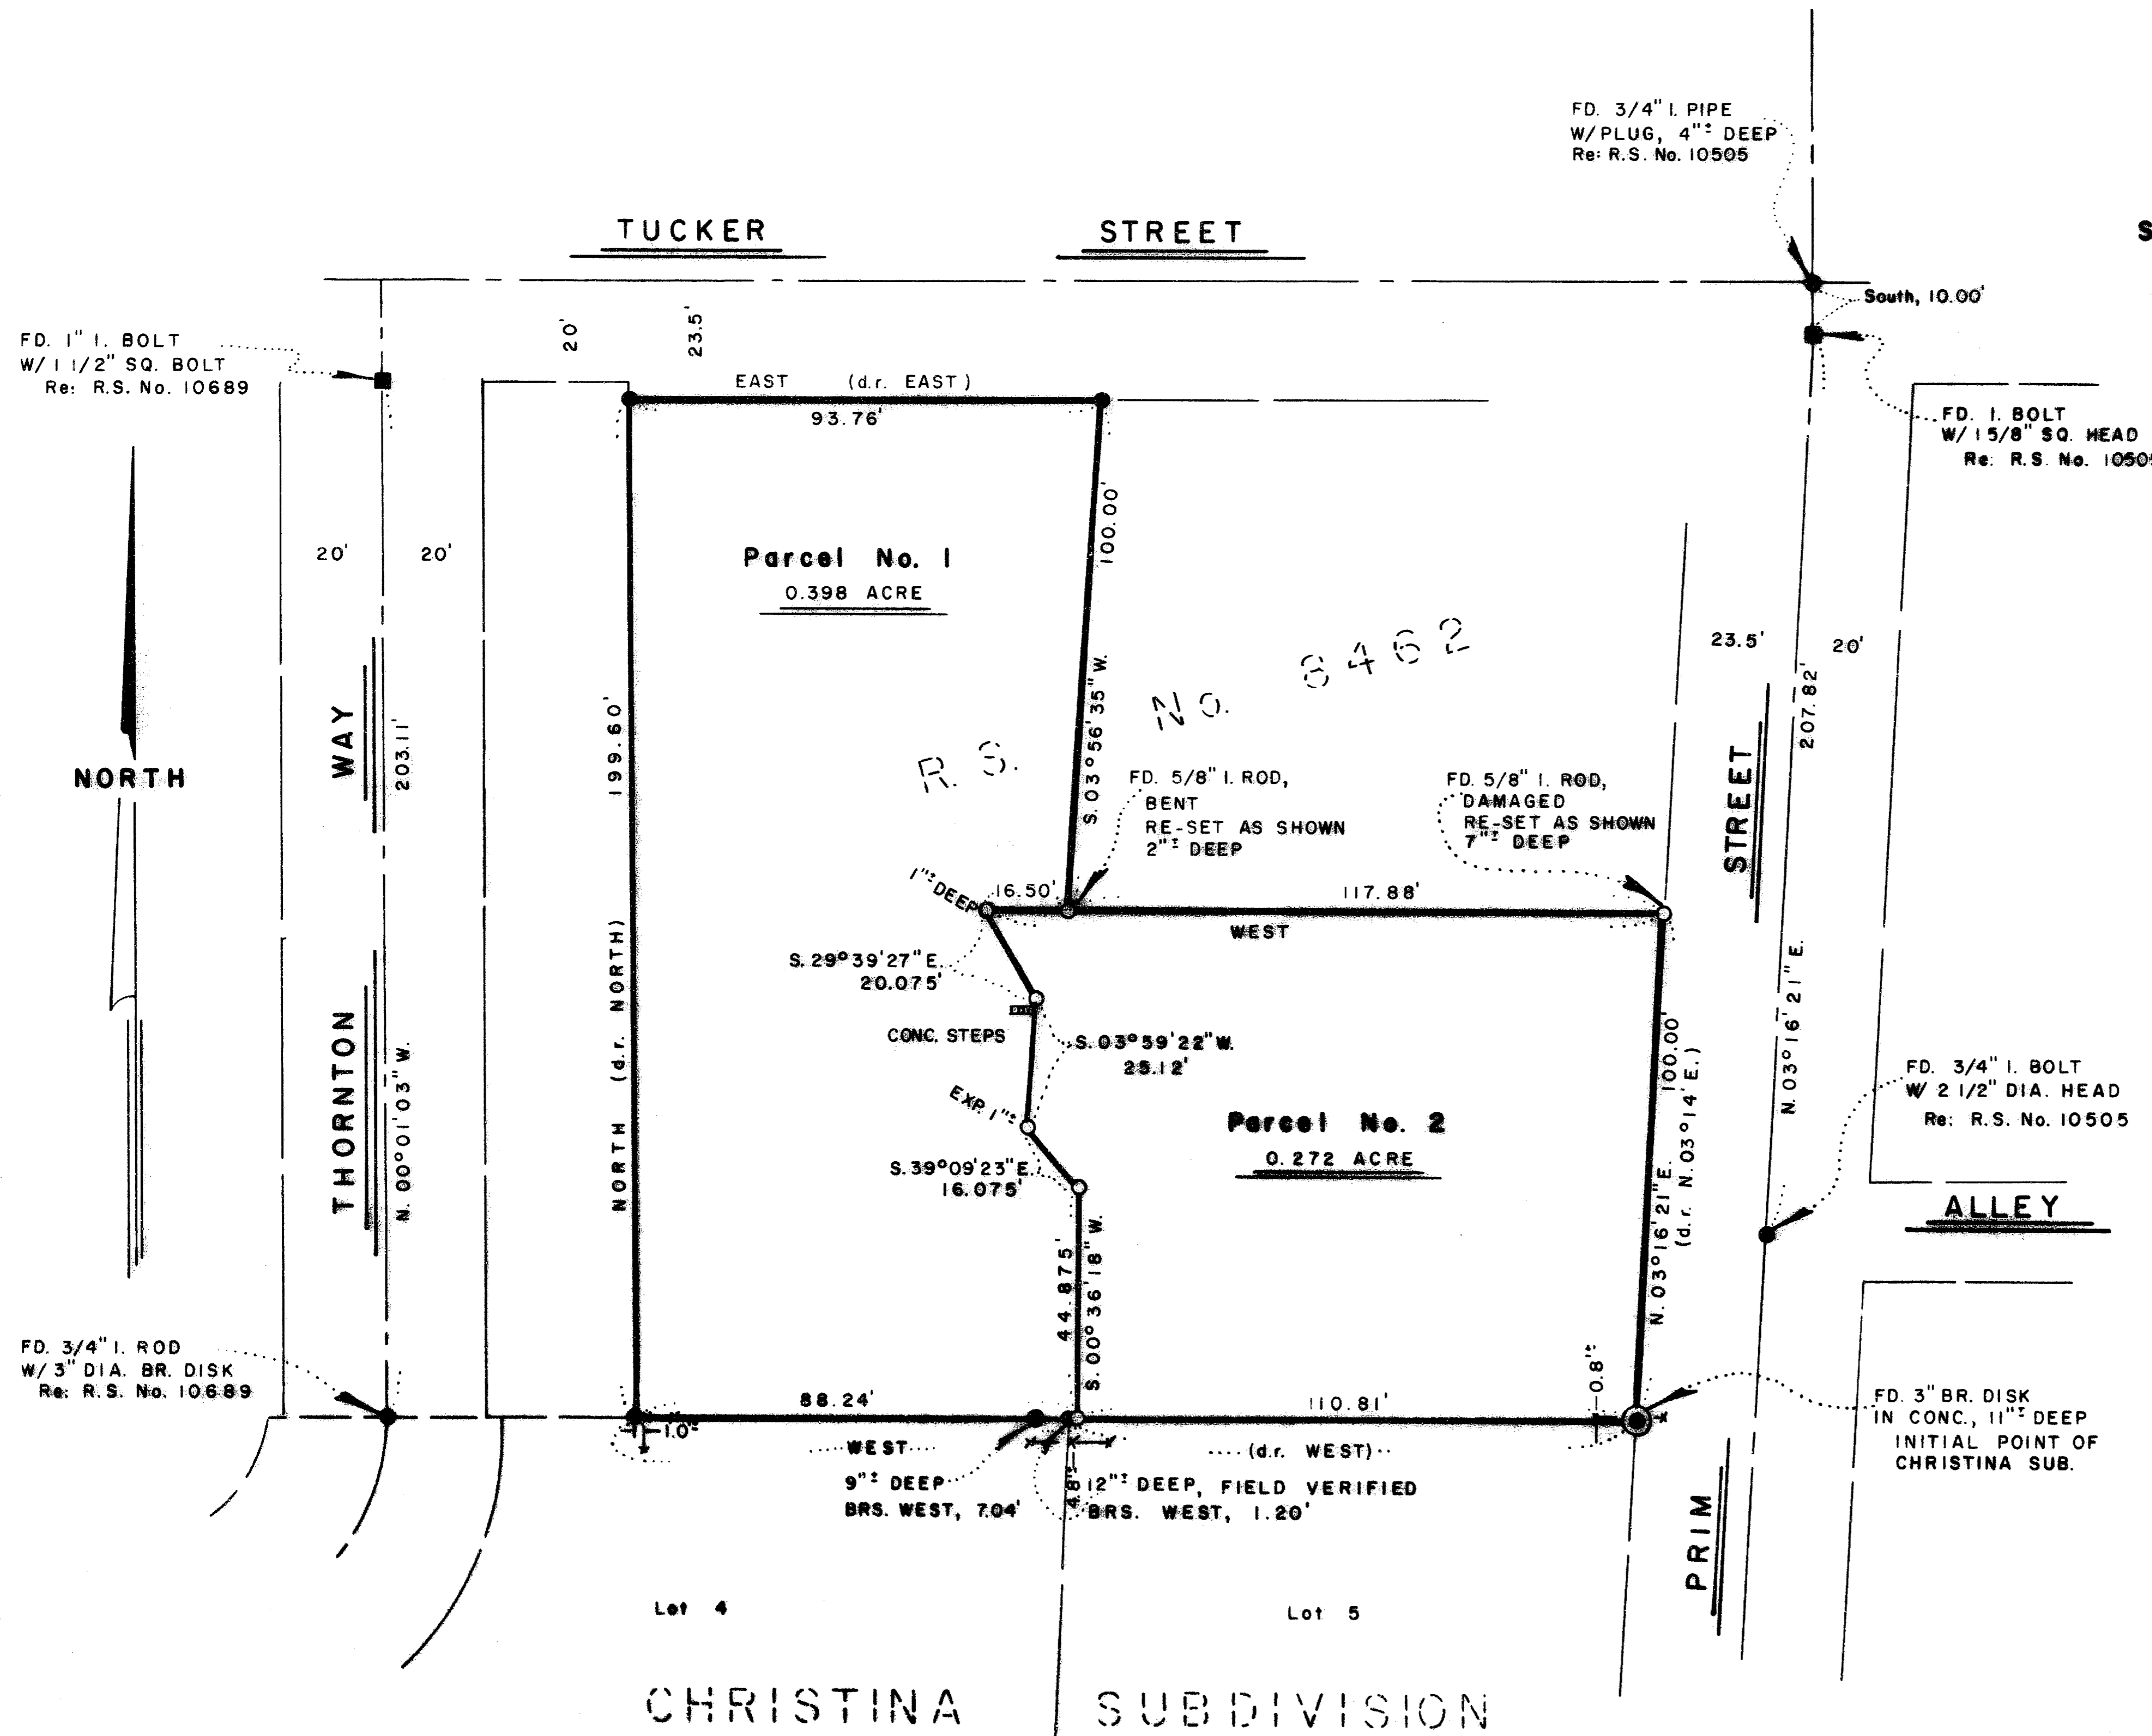 FD. 3/4" I. PIPE
W/PLUG, 4"± DEEP
Re: R.S. No. 10505
TUCKER STREET
South, 10.00'
FD. 1" I. BOLT
W/ 1 1/2" SQ. BOLT
Re: R.S. No. 10689
20'
23.5'
EAST (d.r. EAST)
93.76'
FD. I. BOLT
W/ 1 5/8" SQ. HEAD
Re: R.S. No. 1050
20'
20'
Parcel No. 1
0.398 ACRE
100.00'
S. 03°56'35" W.
R. S. No. 8462
23.5'
20'
207.82'
NORTH
THORNTON WAY
203.11'
N. 00°01'03" W.
199.60'
NORTH (d.r. NORTH)
FD. 5/8" I. ROD,
BENT
RE-SET AS SHOWN
2"± DEEP
FD. 5/8" I. ROD,
DAMAGED
RE-SET AS SHOWN
7"± DEEP
1"± DEEP
16.50'
117.88'
WEST
S. 29°39'27" E.
20.075'
CONC. STEPS
S. 03°59'22" W.
25.12'
EXP. 1"±
S. 39°09'23" E.
16.075'
44.875'
S. 00°36'18" W.
Parcel No. 2
0.272 ACRE
100.00'
N. 03°16'21" E.
(d.r. N. 03°14' E.)
PRIM STREET
N. 03°16'21" E.
FD. 3/4" I. BOLT
W/ 2 1/2" DIA. HEAD
Re: R.S. No. 10505
ALLEY
FD. 3/4" I. ROD
W/ 3" DIA. BR. DISK
Re: R.S. No. 10689
1.0'±
88.24'
WEST
110.81'
(d.r. WEST)
0.8'±
FD. 3" BR. DISK
IN CONC., 11"± DEEP
INITIAL POINT OF
CHRISTINA SUB.
9"± DEEP
BRS. WEST, 7.04'
4.8'±
12"± DEEP, FIELD VERIFIED
BRS. WEST, 1.20'
Lot 4
Lot 5
CHRISTINA SUBDIVISION